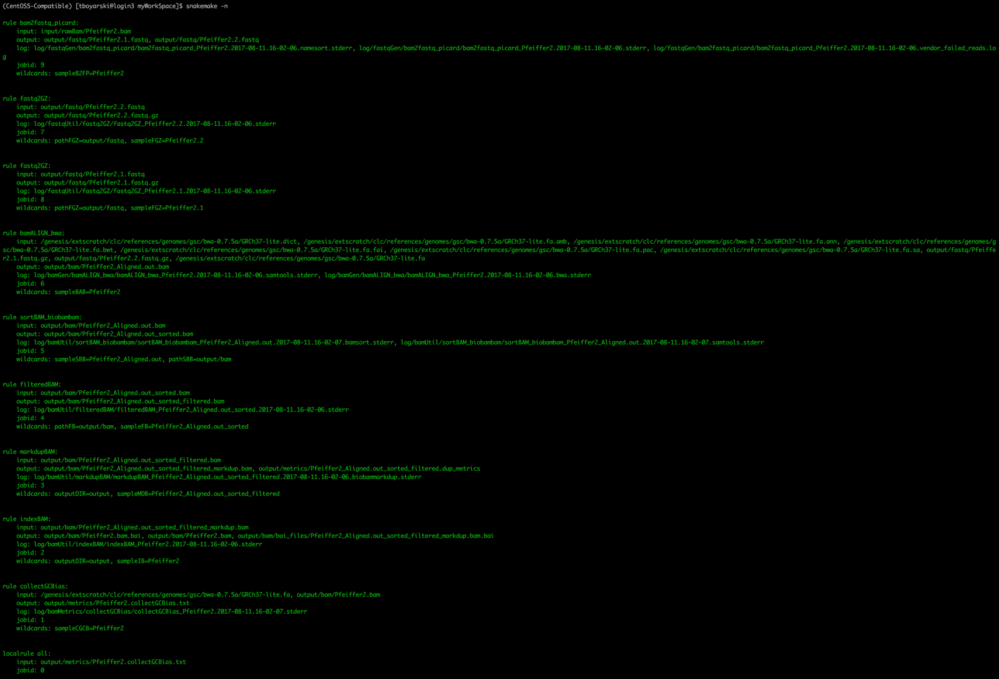 (CentOS5-Compatible) [tboyarski@login3 myWorkSpace]$ snakemake -n
rule bam2fastq_picard:
    input: input/rawBam/Pfeiffer2.bam
    output: output/fastq/Pfeiffer2.1.fastq, output/fastq/Pfeiffer2.2.fastq
    log: log/fastqGen/bam2fastq_picard/bam2fastq_picard_Pfeiffer2.2017-08-11.16-02-06.namesort.stderr, log/fastqGen/bam2fastq_picard/bam2fastq_picard_Pfeiffer2.2017-08-11.16-02-06.stderr, log/fastqGen/bam2fastq_picard/bam2fastq_picard_Pfeiffer2.2017-08-11.16-02-06.vendor_failed_reads.lo
g
    jobid: 9
    wildcards: sampleB2FP=Pfeiffer2
rule fastq2GZ:
    input: output/fastq/Pfeiffer2.2.fastq
    output: output/fastq/Pfeiffer2.2.fastq.gz
    log: log/fastqUtil/fastq2GZ/fastq2GZ_Pfeiffer2.2.2017-08-11.16-02-06.stderr
    jobid: 7
    wildcards: pathFGZ=output/fastq, sampleFGZ=Pfeiffer2.2
rule fastq2GZ:
    input: output/fastq/Pfeiffer2.1.fastq
    output: output/fastq/Pfeiffer2.1.fastq.gz
    log: log/fastqUtil/fastq2GZ/fastq2GZ_Pfeiffer2.1.2017-08-11.16-02-06.stderr
    jobid: 8
    wildcards: pathFGZ=output/fastq, sampleFGZ=Pfeiffer2.1
rule bamALIGN_bwa:
    input: /genesis/extscratch/clc/references/genomes/gsc/bwa-0.7.5a/GRCh37-lite.dict, /genesis/extscratch/clc/references/genomes/gsc/bwa-0.7.5a/GRCh37-lite.fa.amb, /genesis/extscratch/clc/references/genomes/gsc/bwa-0.7.5a/GRCh37-lite.fa.ann, /genesis/extscratch/clc/references/genomes/g
sc/bwa-0.7.5a/GRCh37-lite.fa.bwt, /genesis/extscratch/clc/references/genomes/gsc/bwa-0.7.5a/GRCh37-lite.fa.fai, /genesis/extscratch/clc/references/genomes/gsc/bwa-0.7.5a/GRCh37-lite.fa.pac, /genesis/extscratch/clc/references/genomes/gsc/bwa-0.7.5a/GRCh37-lite.fa.sa, output/fastq/Pfeiffe
r2.1.fastq.gz, output/fastq/Pfeiffer2.2.fastq.gz, /genesis/extscratch/clc/references/genomes/gsc/bwa-0.7.5a/GRCh37-lite.fa
    output: output/bam/Pfeiffer2_Aligned.out.bam
    log: log/bamGen/bamALIGN_bwa/bamALIGN_bwa_Pfeiffer2.2017-08-11.16-02-06.samtools.stderr, log/bamGen/bamALIGN_bwa/bamALIGN_bwa_Pfeiffer2.2017-08-11.16-02-06.bwa.stderr
    jobid: 6
    wildcards: sampleBAB=Pfeiffer2
rule sortBAM_biobambam:
    input: output/bam/Pfeiffer2_Aligned.out.bam
    output: output/bam/Pfeiffer2_Aligned.out_sorted.bam
    log: log/bamUtil/sortBAM_biobambam/sortBAM_biobambam_Pfeiffer2_Aligned.out.2017-08-11.16-02-07.bamsort.stderr, log/bamUtil/sortBAM_biobambam/sortBAM_biobambam_Pfeiffer2_Aligned.out.2017-08-11.16-02-07.samtools.stderr
    jobid: 5
    wildcards: sampleSBB=Pfeiffer2_Aligned.out, pathSBB=output/bam
rule filteredBAM:
    input: output/bam/Pfeiffer2_Aligned.out_sorted.bam
    output: output/bam/Pfeiffer2_Aligned.out_sorted_filtered.bam
    log: log/bamUtil/filteredBAM/filteredBAM_Pfeiffer2_Aligned.out_sorted.2017-08-11.16-02-06.stderr
    jobid: 4
    wildcards: pathFB=output/bam, sampleFB=Pfeiffer2_Aligned.out_sorted
rule markdupBAM:
    input: output/bam/Pfeiffer2_Aligned.out_sorted_filtered.bam
    output: output/bam/Pfeiffer2_Aligned.out_sorted_filtered_markdup.bam, output/metrics/Pfeiffer2_Aligned.out_sorted_filtered.dup_metrics
    log: log/bamUtil/markdupBAM/markdupBAM_Pfeiffer2_Aligned.out_sorted_filtered.2017-08-11.16-02-06.biobammarkdup.stderr
    jobid: 3
    wildcards: outputDIR=output, sampleMDB=Pfeiffer2_Aligned.out_sorted_filtered
rule indexBAM:
    input: output/bam/Pfeiffer2_Aligned.out_sorted_filtered_markdup.bam
    output: output/bam/Pfeiffer2.bam.bai, output/bam/Pfeiffer2.bam, output/bam/bai_files/Pfeiffer2_Aligned.out_sorted_filtered_markdup.bam.bai
    log: log/bamUtil/indexBAM/indexBAM_Pfeiffer2.2017-08-11.16-02-06.stderr
    jobid: 2
    wildcards: outputDIR=output, sampleIB=Pfeiffer2
rule collectGCBias:
    input: /genesis/extscratch/clc/references/genomes/gsc/bwa-0.7.5a/GRCh37-lite.fa, output/bam/Pfeiffer2.bam
    output: output/metrics/Pfeiffer2.collectGCBias.txt
    log: log/bamMetrics/collectGCBias/collectGCBias_Pfeiffer2.2017-08-11.16-02-07.stderr
    jobid: 1
    wildcards: sampleCGCB=Pfeiffer2
localrule all:
    input: output/metrics/Pfeiffer2.collectGCBias.txt
    jobid: 0